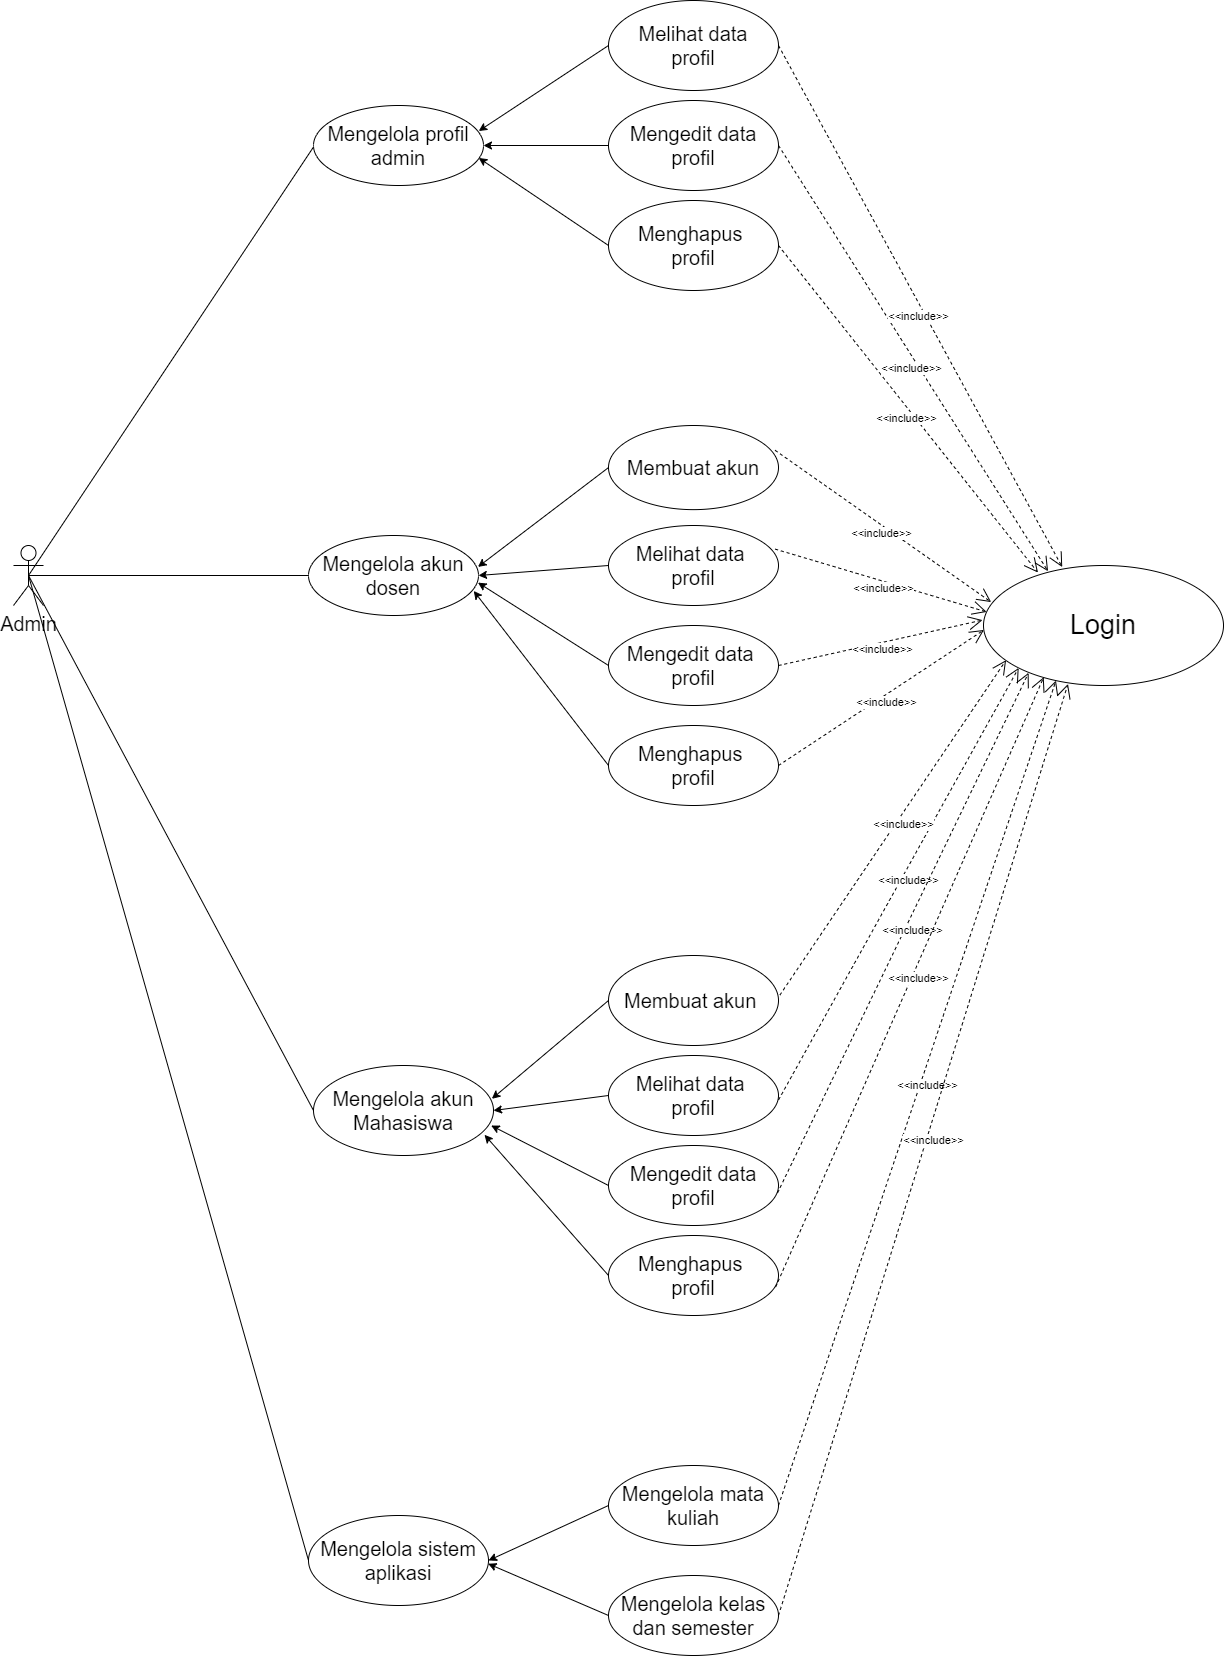 Melihat data
profil
Mengelola profil
admin
Mengedit data
profil
Menghapus
profil
<<include>>
<<include>>
<<include>>
Membuat akun
<<include>>
Mengelola akun
dosen
Melihat data
profil
<<include>>
Admin
Login
Mengedit data
profil
<<include>>
<<include>>
Menghapus
profil
<<include>>
<<include>>
<<include>>
<<include>>
Membuat akun
Mengelola akun
Mahasiswa
Melihat data
profil
<<include>>
<<include>>
Mengedit data
profil
Menghapus
profil
Mengelola mata
kuliah
Mengelola sistem
aplikasi
Mengelola kelas
dan semester